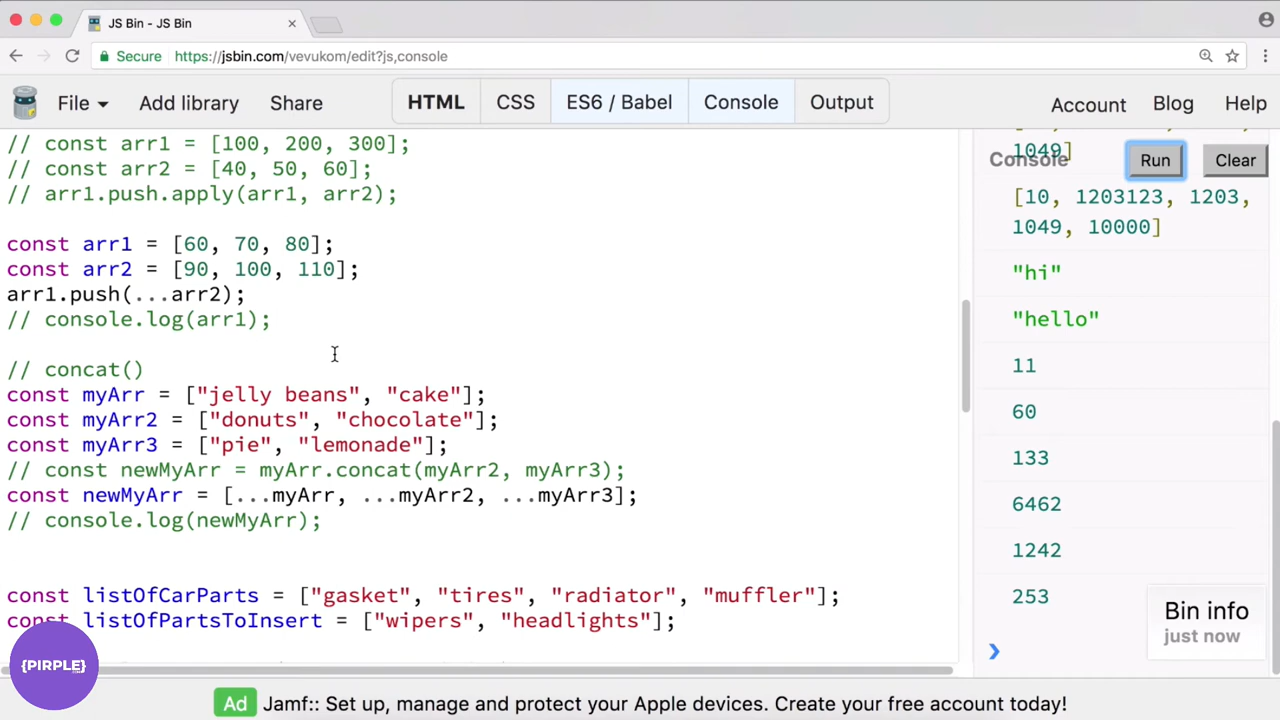 JS Bin - JS Bin
Secure https://jsbin.com/vevukom/edit?js,console
File Add library Share HTML CSS ES6 / Babel Console Output Account Blog Help
// const arr1 = [100, 200, 300];
// const arr2 = [40, 50, 60];
// arr1.push.apply(arr1, arr2);
const arr1 = [60, 70, 80];
const arr2 = [90, 100, 110];
arr1.push(...arr2);
// console.log(arr1);
// concat()
const myArr = ["jelly beans", "cake"];
const myArr2 = ["donuts", "chocolate"];
const myArr3 = ["pie", "lemonade"];
// const newMyArr = myArr.concat(myArr2, myArr3);
const newMyArr = [...myArr, ...myArr2, ...myArr3];
// console.log(newMyArr);
const listOfCarParts = ["gasket", "tires", "radiator", "muffler"];
const listOfPartsToInsert = ["wipers", "headlights"];
1049]
Console Run Clear
[10, 1203123, 1203,
1049, 10000]
"hi"
"hello"
11
60
133
6462
1242
253
Bin info
just now
{PIRPLE}
Ad Jamf:: Set up, manage and protect your Apple devices. Create your free account today!